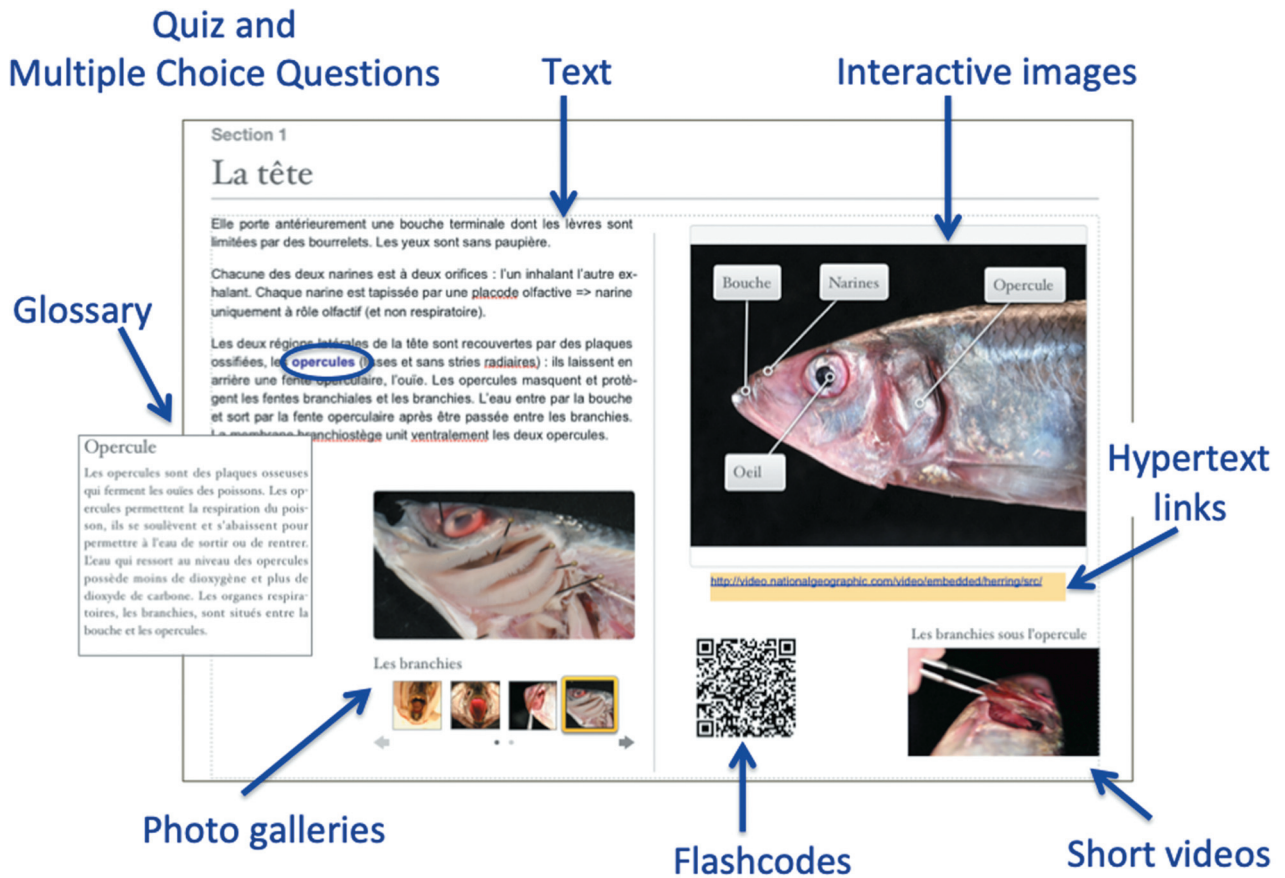 Quiz and
Multiple Choice Questions
Text
Interactive images
Section 1
La tête
Elle porte antérieurement une bouche terminale dont les lèvres sont
limitées par des bourrelets. Les yeux sont sans paupière.
Chacune des deux narines est à deux orifices : l'un inhalant l'autre ex-
halant. Chaque narine est tapissée par une placode olfactive => narine
uniquement à rôle olfactif (et non respiratoire).
Les deux régions latérales de la tête sont recouvertes par des plaques
ossifiées, les opercules (lisses et sans stries radiaires) : ils laissent en
arrière une fente operculaire, l'ouïe. Les opercules masquent et protè-
gent les fentes branchiales et les branchies. L'eau entre par la bouche
et sort par la fente operculaire après être passée entre les branchies.
La membrane branchiostège unit ventralement les deux opercules.
Glossary
Opercule
Les opercules sont des plaques osseuses
qui ferment les ouïes des poissons. Les op-
ercules permettent la respiration du pois-
son, ils se soulèvent et s'abaissent pour
permettre à l'eau de sortir ou de rentrer.
L'eau qui ressort au niveau des opercules
possède moins de dioxygène et plus de
dioxyde de carbone. Les organes respira-
toires, les branchies, sont situés entre la
bouche et les opercules.
Les branchies
Photo galleries
Bouche
Narines
Opercule
Oeil
Hypertext
links
http://video.nationalgeographic.com/video/embedded/herring/src/
Les branchies sous l'opercule
Flashcodes
Short videos